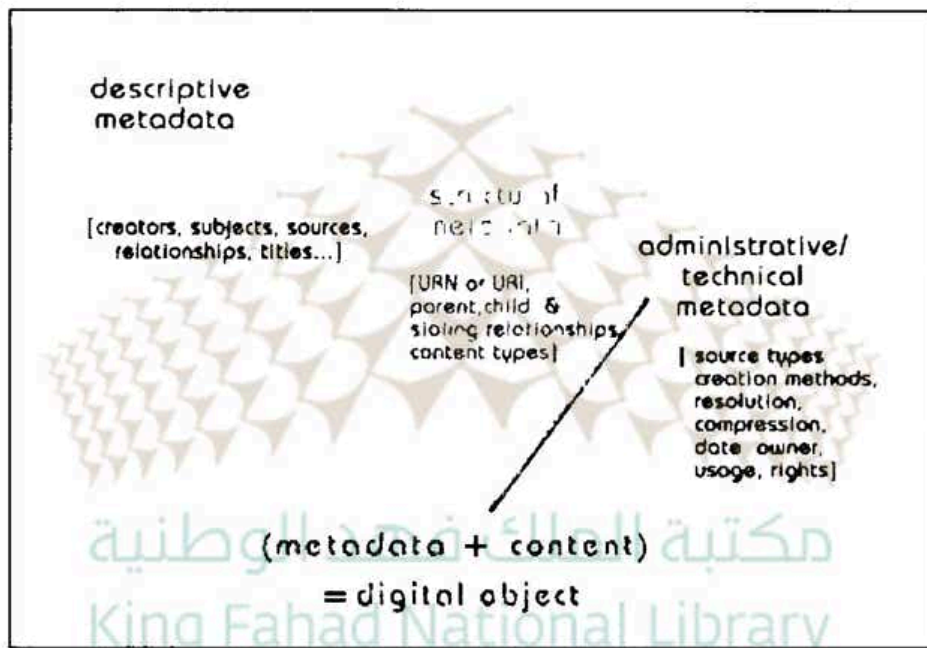 descriptive
metadata
[creators, subjects, sources,
relationships, titles...]
[URN or URI,
parent, child &
sibling relationships,
content types]
administrative/
technical
metadata
[ source types
creation methods,
resolution,
compression,
date owner,
usage, rights]
(metadata + content)
= digital object
مكتبة الملك فهد الوطنية
King Fahad National Library